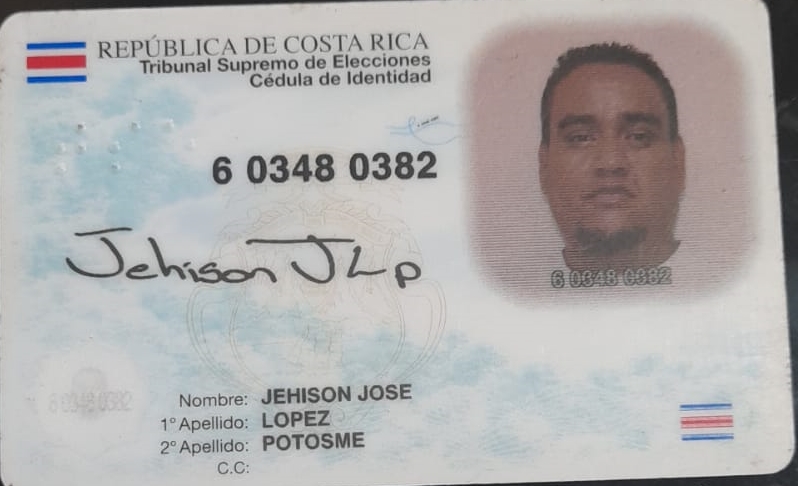 REPÚBLICA DE COSTA RICA
Tribunal Supremo de Elecciones
Cédula de Identidad
6 0348 0382
Jehison J L p
6 0348 0382
6 0348 0382
Nombre: JEHISON JOSE
1° Apellido: LOPEZ
2° Apellido: POTOSME
C.C: